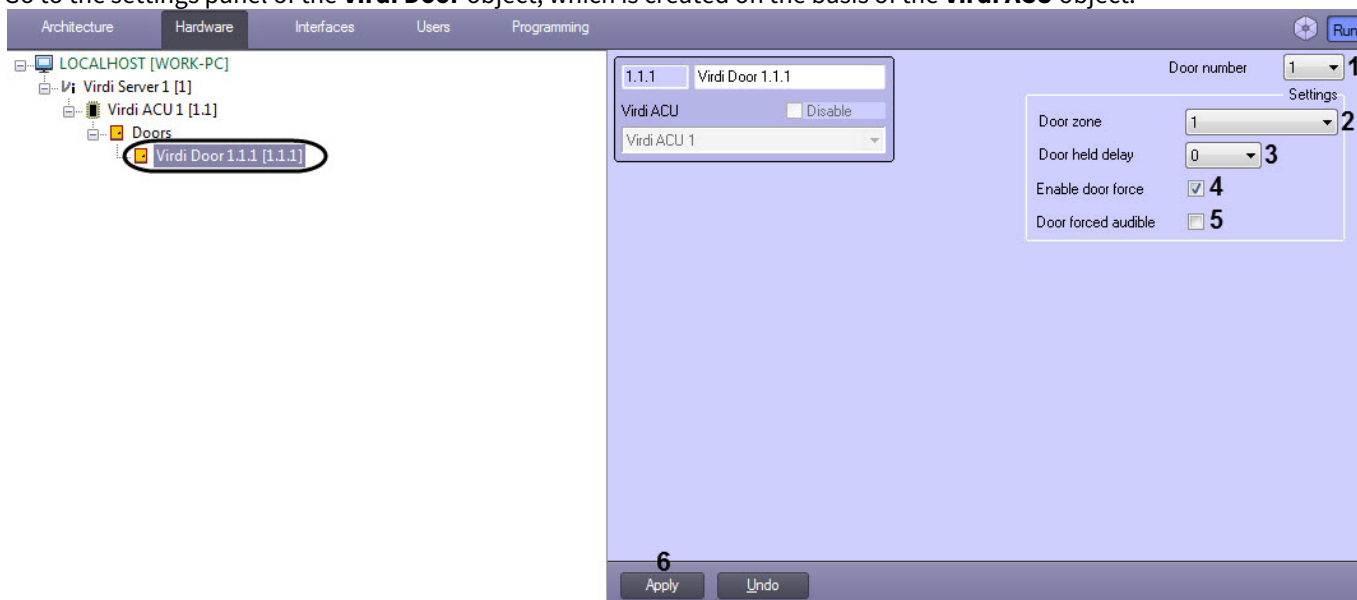 Go to the settings panel of the Virdi Door object, which is created on the basis of the Virdi ACU object.
Architecture Hardware Interfaces Users Programming Run
LOCALHOST [WORK-PC]
Virdi Server 1 [1]
Virdi ACU 1 [1.1]
Doors
Virdi Door 1.1.1 [1.1.1]
1.1.1 Virdi Door 1.1.1
Virdi ACU Disable
Virdi ACU 1
Door number 1 1
Settings
Door zone 1 2
Door held delay 0 3
Enable door force 4
Door forced audible 5
6
Apply Undo